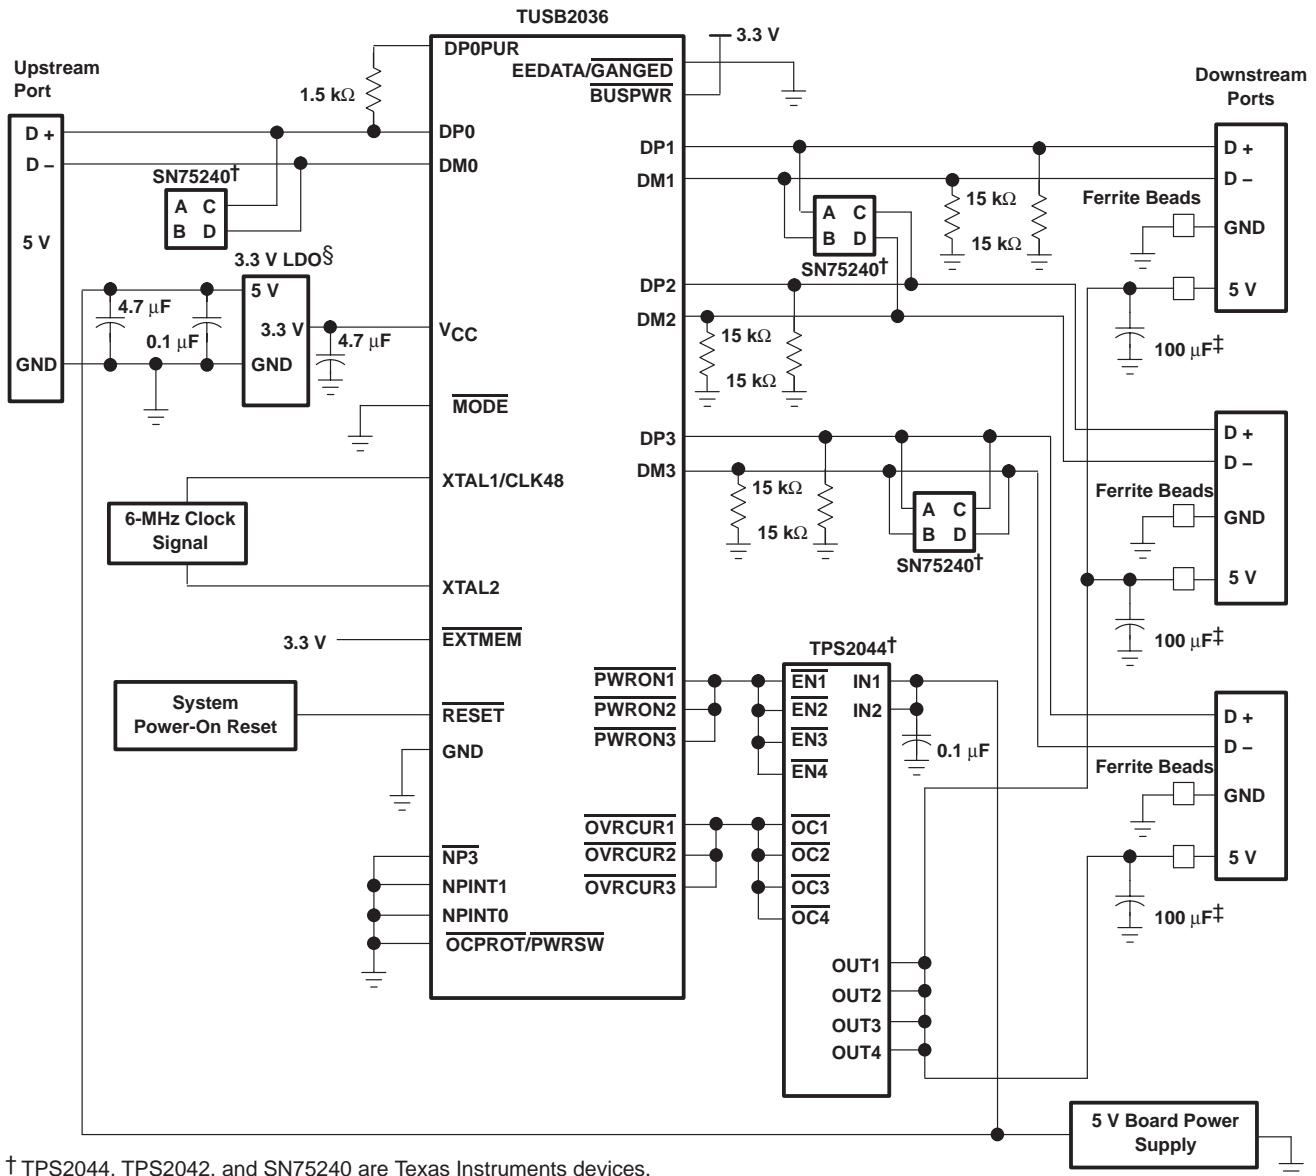 TUSB2036
Upstream
Port
D +
D −
5 V
GND
1.5 kΩ
SN75240†
A C
B D
3.3 V LDO§
5 V
3.3 V
GND
4.7 μF
0.1 μF
4.7 μF
6-MHz Clock
Signal
3.3 V
System
Power-On Reset
DP0PUR
DP0
DM0
VCC
MODE
XTAL1/CLK48
XTAL2
EXTMEM
RESET
GND
NP3
NPINT1
NPINT0
OCPROT/PWRSW
EEDATA/GANGED
BUSPWR
3.3 V
DP1
DM1
DP2
DM2
DP3
DM3
PWRON1
PWRON2
PWRON3
OVRCUR1
OVRCUR2
OVRCUR3
A C
B D
SN75240†
15 kΩ
15 kΩ
15 kΩ
15 kΩ
15 kΩ
15 kΩ
A C
B D
SN75240†
TPS2044†
EN1 IN1
EN2 IN2
EN3
EN4
OC1
OC2
OC3
OC4
OUT1
OUT2
OUT3
OUT4
0.1 μF
Downstream
Ports
D +
D −
Ferrite Beads
GND
5 V
100 μF‡
D +
D −
Ferrite Beads
GND
5 V
100 μF‡
D +
D −
Ferrite Beads
GND
5 V
100 μF‡
5 V Board Power
Supply
† TPS2044, TPS2042, and SN75240 are Texas Instruments devices.